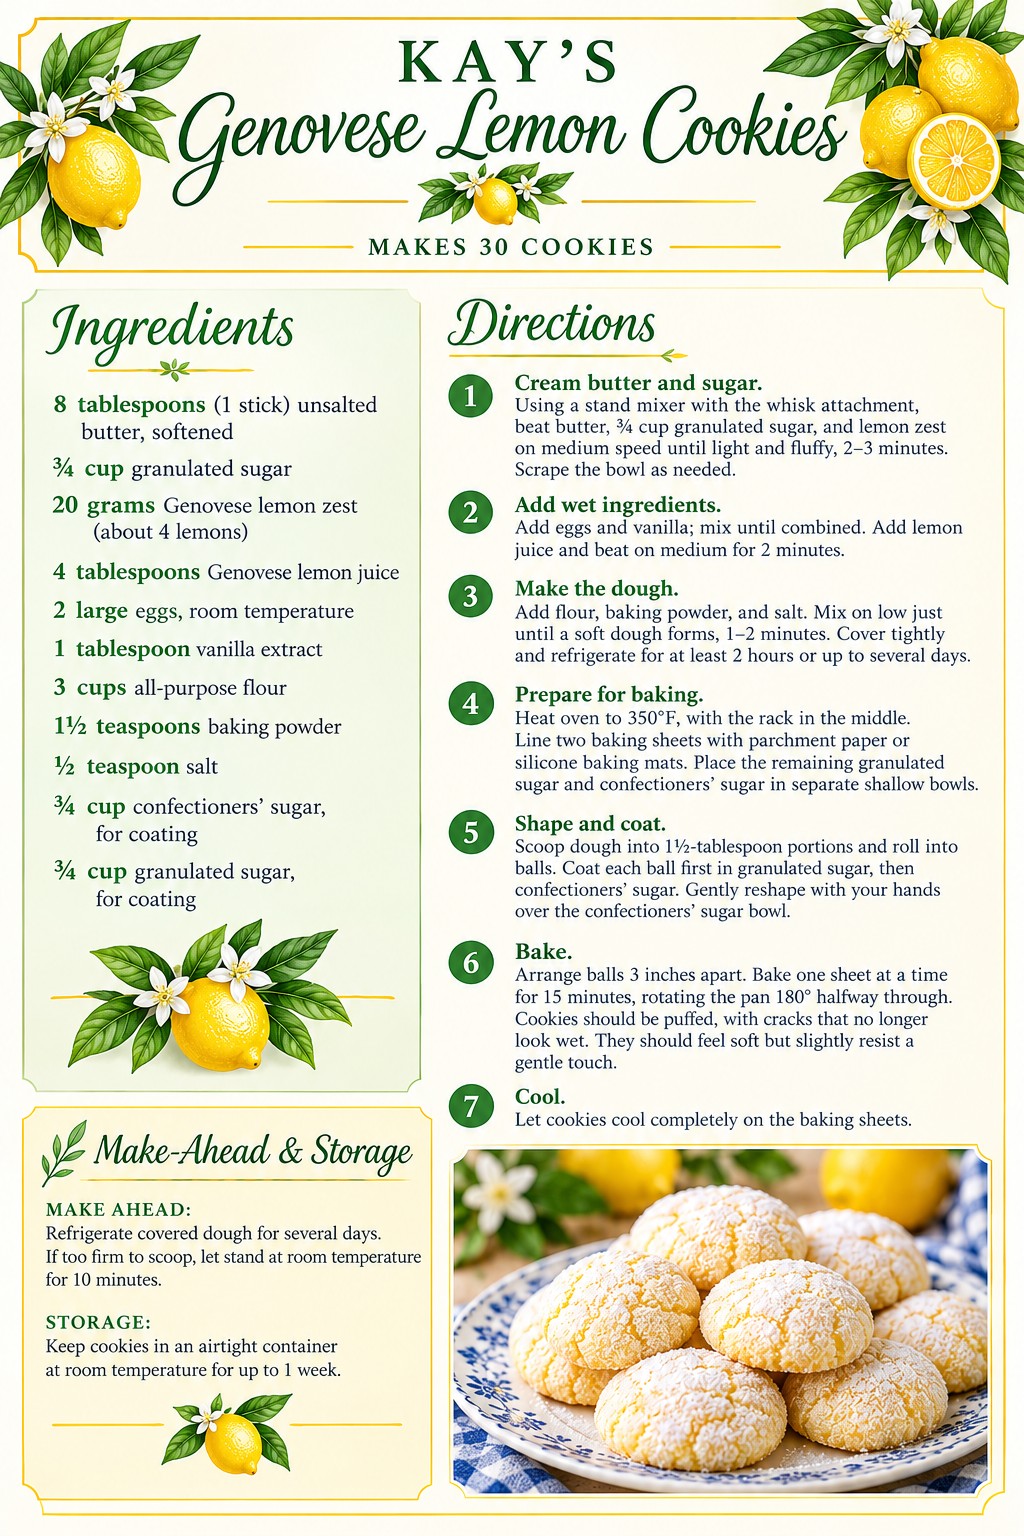 KAY’S
Genovese Lemon Cookies
MAKES 30 COOKIES
Ingredients
8 tablespoons (1 stick) unsalted
butter, softened
¾ cup granulated sugar
20 grams Genovese lemon zest
(about 4 lemons)
4 tablespoons Genovese lemon juice
2 large eggs, room temperature
1 tablespoon vanilla extract
3 cups all-purpose flour
1½ teaspoons baking powder
½ teaspoon salt
¾ cup confectioners’ sugar,
for coating
¾ cup granulated sugar,
for coating
Make-Ahead & Storage
MAKE AHEAD:
Refrigerate covered dough for several days.
If too firm to scoop, let stand at room temperature
for 10 minutes.
STORAGE:
Keep cookies in an airtight container
at room temperature for up to 1 week.
Directions
1 Cream butter and sugar.
Using a stand mixer with the whisk attachment,
beat butter, ¾ cup granulated sugar, and lemon zest
on medium speed until light and fluffy, 2–3 minutes.
Scrape the bowl as needed.
2 Add wet ingredients.
Add eggs and vanilla; mix until combined. Add lemon
juice and beat on medium for 2 minutes.
3 Make the dough.
Add flour, baking powder, and salt. Mix on low just
until a soft dough forms, 1–2 minutes. Cover tightly
and refrigerate for at least 2 hours or up to several days.
4 Prepare for baking.
Heat oven to 350°F, with the rack in the middle.
Line two baking sheets with parchment paper or
silicone baking mats. Place the remaining granulated
sugar and confectioners’ sugar in separate shallow bowls.
5 Shape and coat.
Scoop dough into 1½-tablespoon portions and roll into
balls. Coat each ball first in granulated sugar, then
confectioners’ sugar. Gently reshape with your hands
over the confectioners’ sugar bowl.
6 Bake.
Arrange balls 3 inches apart. Bake one sheet at a time
for 15 minutes, rotating the pan 180° halfway through.
Cookies should be puffed, with cracks that no longer
look wet. They should feel soft but slightly resist a
gentle touch.
7 Cool.
Let cookies cool completely on the baking sheets.